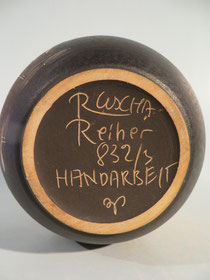 RUSCHA-
Reiher
832/3
HANDARBEIT